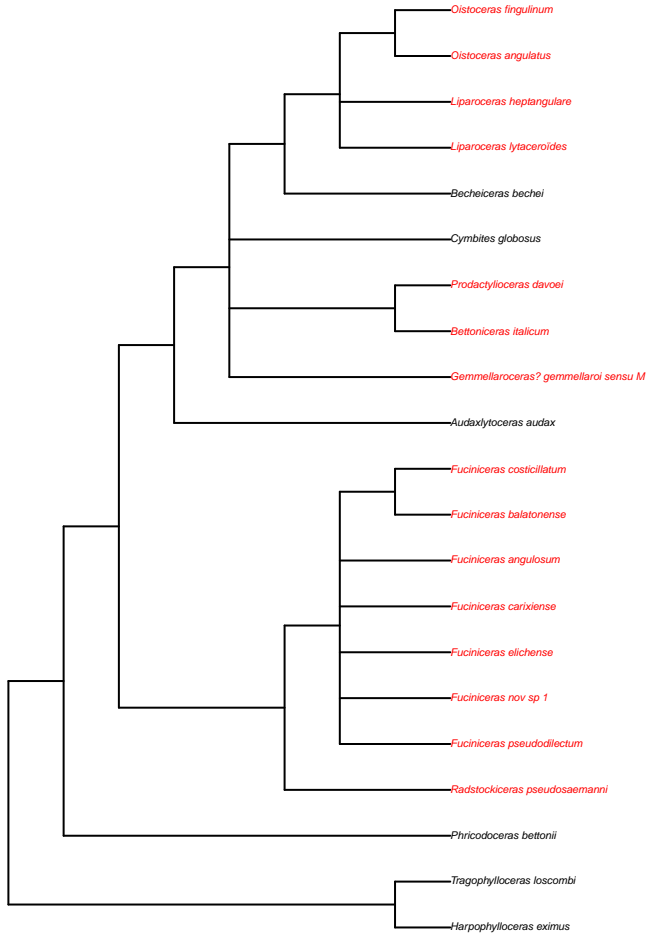 Oistoceras fingulinum
Oistoceras angulatus
Liparoceras heptangulare
Liparoceras lytaceroïdes
Becheiceras bechei
Cymbites globosus
Prodactylioceras davoei
Bettoniceras italicum
Gemmellaroceras? gemmellaroi sensu M
Audaxlytoceras audax
Fuciniceras costicillatum
Fuciniceras balatonense
Fuciniceras angulosum
Fuciniceras carixiense
Fuciniceras elichense
Fuciniceras nov sp 1
Fuciniceras pseudodilectum
Radstockiceras pseudosaemanni
Phricodoceras bettonii
Tragophylloceras loscombi
Harpophylloceras eximus